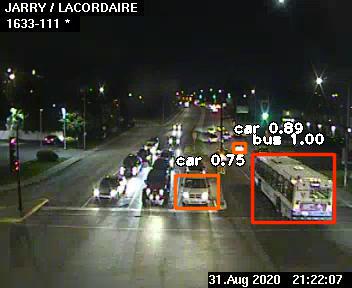 JARRY / LACORDAIRE
1633-111 *
car 0.89
bus 1.00
car 0.75
31.Aug 2020 21:22:07